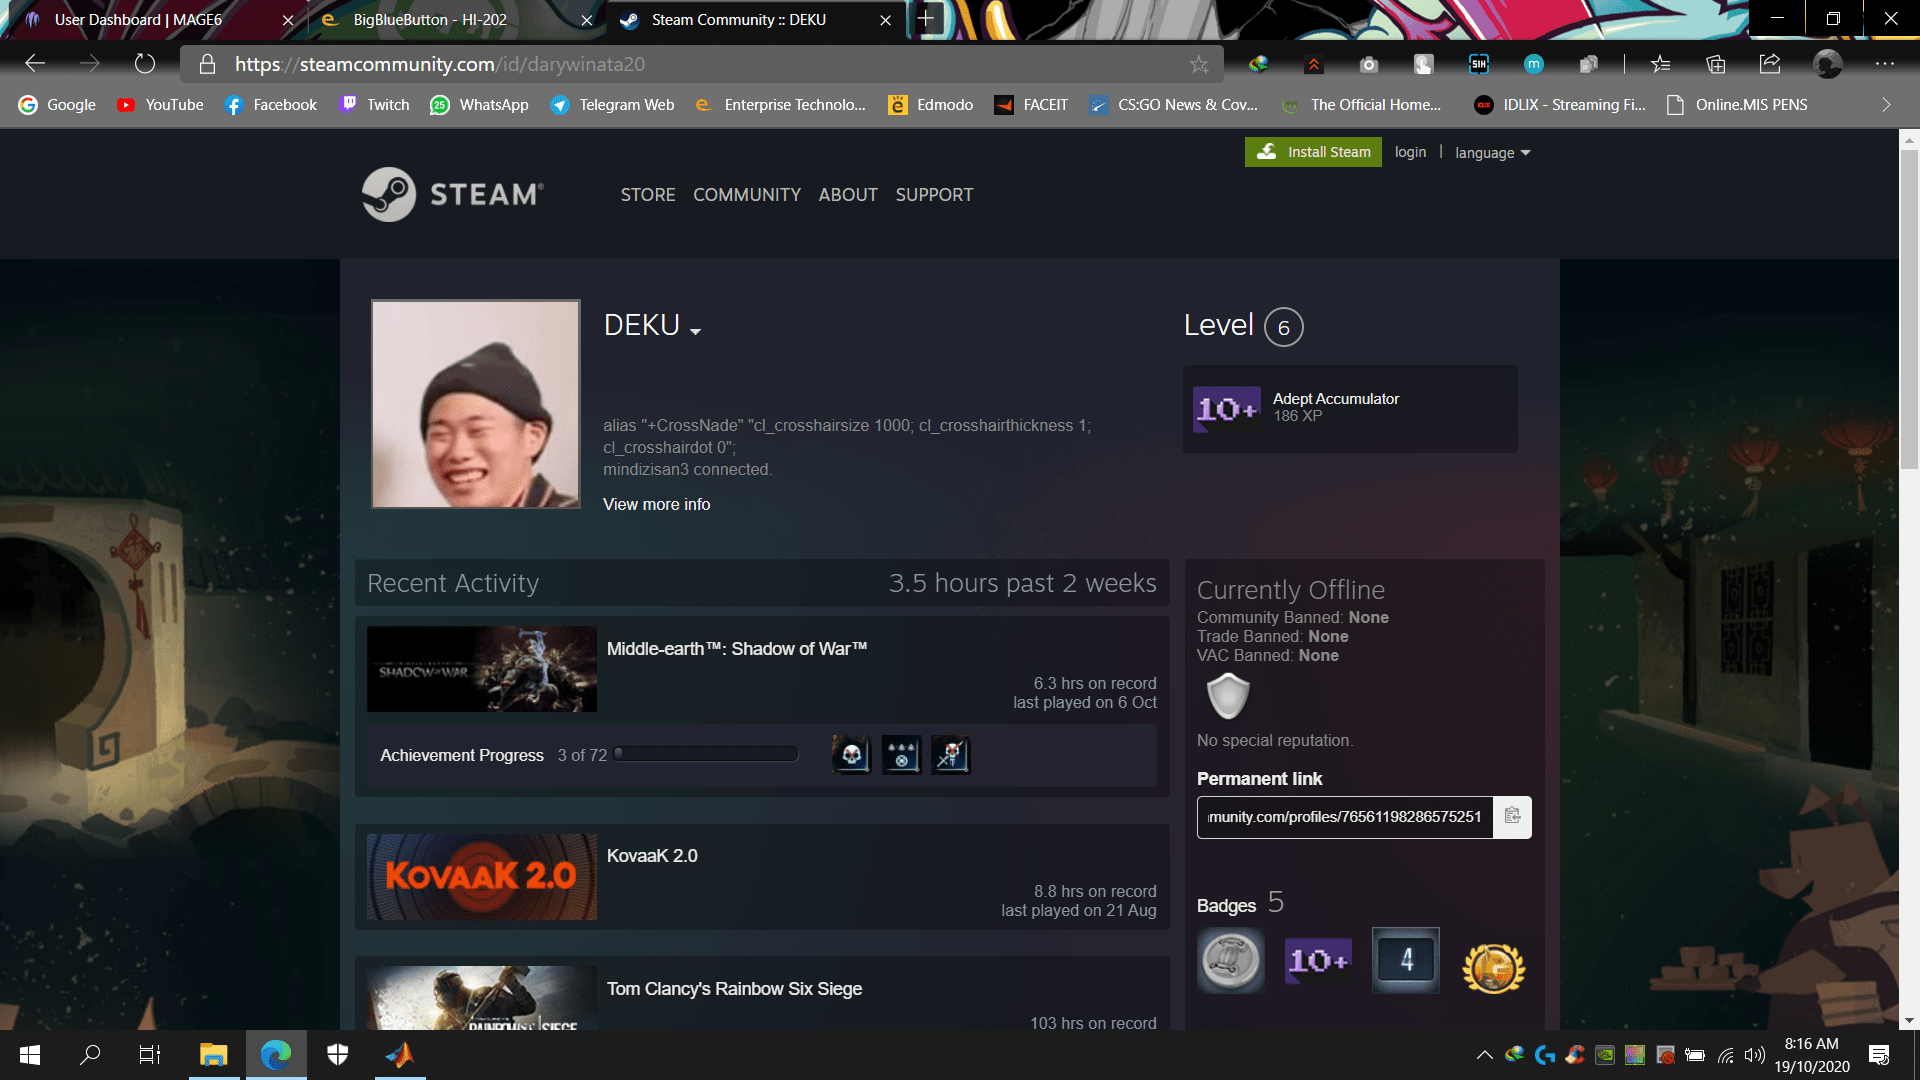 User Dashboard | MAGE6
BigBlueButton - HI-202
Steam Community :: DEKU
https://steamcommunity.com/id/darywinata20
SIH
m
Google
YouTube
Facebook
Twitch
25
WhatsApp
Telegram Web
Enterprise Technolo...
Edmodo
FACEIT
CS:GO News & Cov...
The Official Home...
IDLIX - Streaming Fi...
Online.MIS PENS
Install Steam
login
|
language
STEAM®
STORE
COMMUNITY
ABOUT
SUPPORT
DEKU
Level 6
10+
Adept Accumulator
186 XP
alias "+CrossNade" "cl_crosshairsize 1000; cl_crosshairthickness 1;
cl_crosshairdot 0";
mindizisan3 connected.
View more info
Recent Activity
3.5 hours past 2 weeks
SHADOW OF WAR
Middle-earth™: Shadow of War™
6.3 hrs on record
last played on 6 Oct
Achievement Progress 3 of 72
KOVAAK 2.0
KovaaK 2.0
8.8 hrs on record
last played on 21 Aug
RAINBOW SIX SIEGE
Tom Clancy's Rainbow Six Siege
103 hrs on record
Currently Offline
Community Banned: None
Trade Banned: None
VAC Banned: None
No special reputation.
Permanent link
munity.com/profiles/76561198286575251
Badges 5
10+
4
8:16 AM
19/10/2020